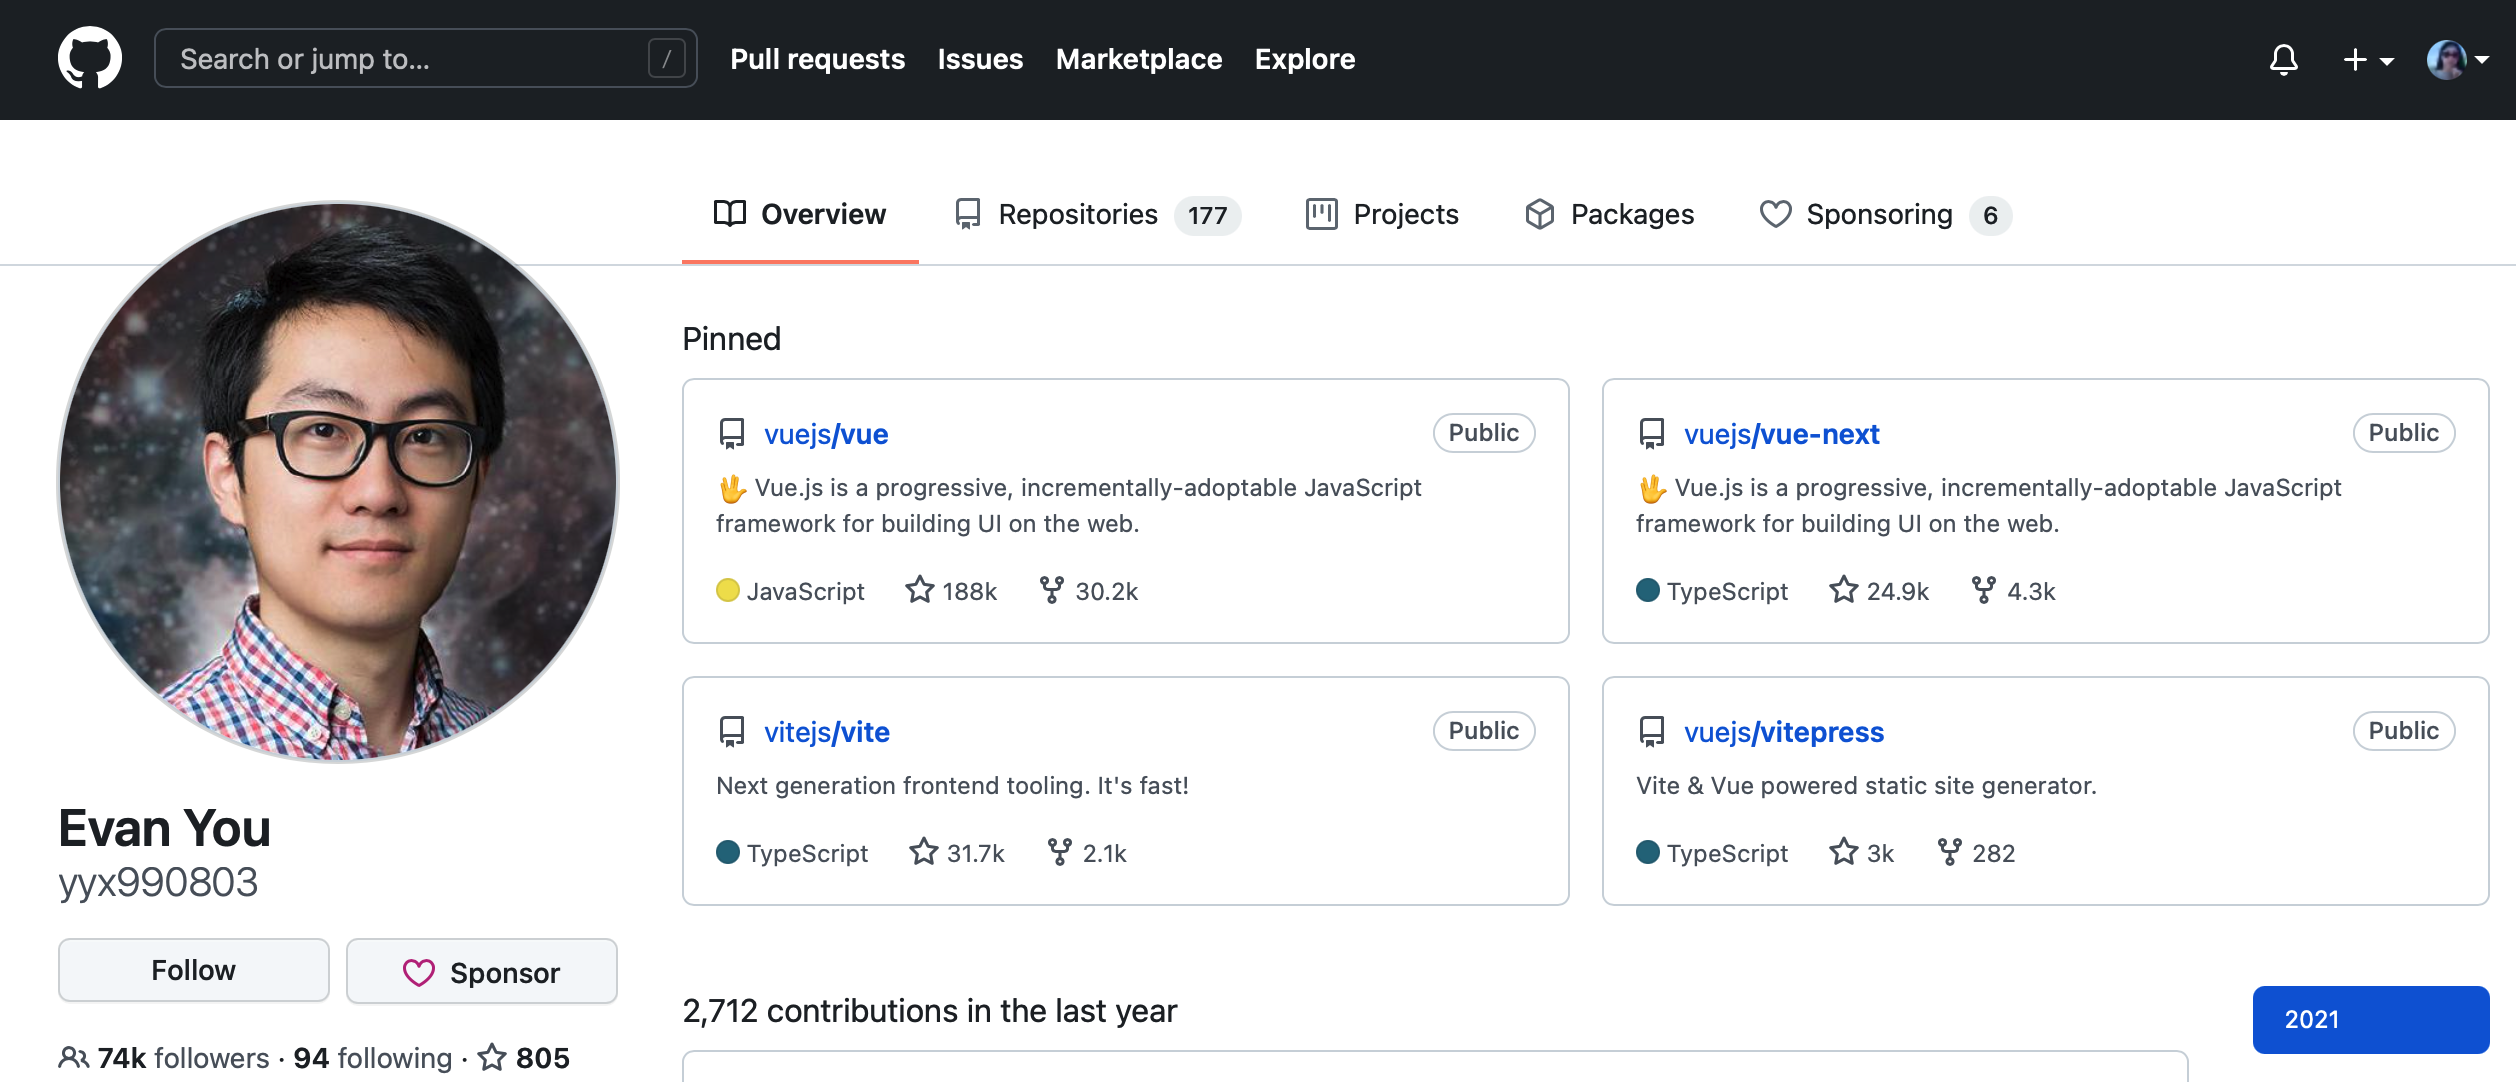 Search or jump to... /
Pull requests
Issues
Marketplace
Explore
Overview
Repositories 177
Projects
Packages
Sponsoring 6
Evan You
yyx990803
Follow
Sponsor
74k followers · 94 following · 805
Pinned
vuejs/vue
Public
🖖 Vue.js is a progressive, incrementally-adoptable JavaScript
framework for building UI on the web.
JavaScript 188k 30.2k
vuejs/vue-next
Public
🖖 Vue.js is a progressive, incrementally-adoptable JavaScript
framework for building UI on the web.
TypeScript 24.9k 4.3k
vitejs/vite
Public
Next generation frontend tooling. It's fast!
TypeScript 31.7k 2.1k
vuejs/vitepress
Public
Vite & Vue powered static site generator.
TypeScript 3k 282
2,712 contributions in the last year
2021